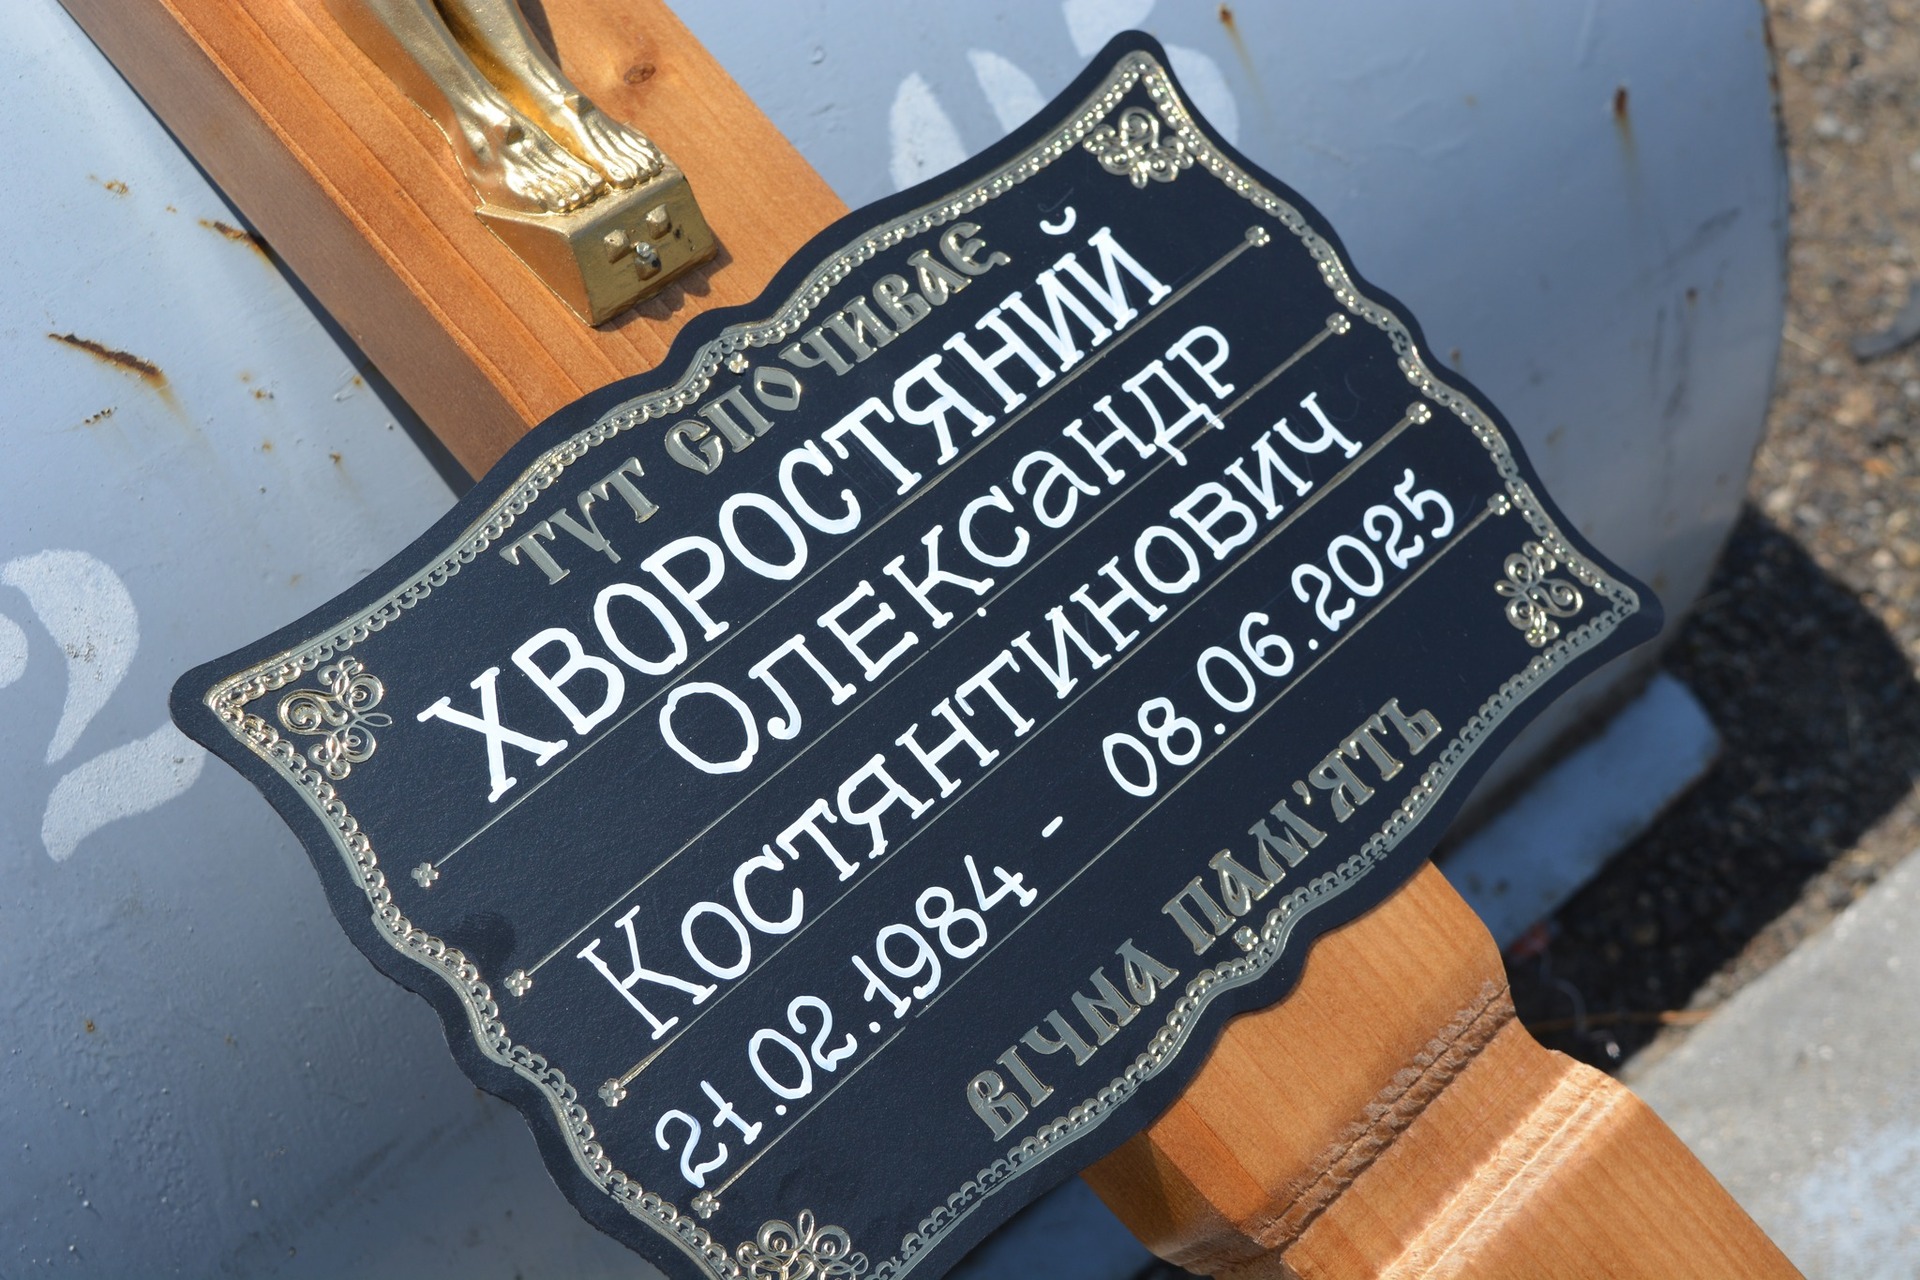 ТУТ СПОЧИВАЄ
ХВОРОСТЯНИЙ
ОЛЕКСАНДР
КОСТЯНТИНОВИЧ
21.02.1984 - 08.06.2025
ВІЧНА ПАМ'ЯТЬ